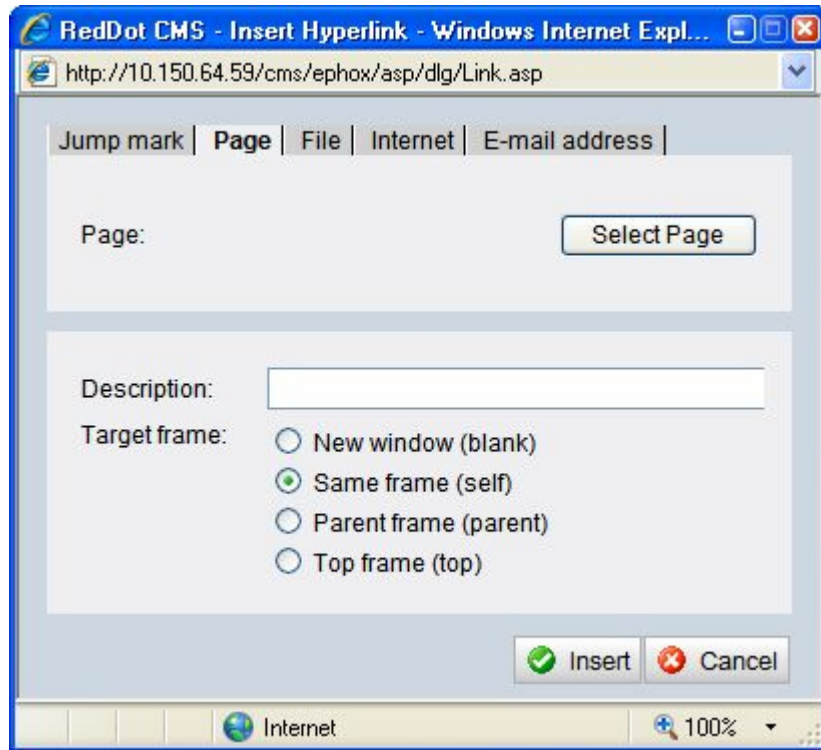 RedDot CMS - Insert Hyperlink - Windows Internet Expl...
http://10.150.64.59/cms/ephox/asp/dlg/Link.asp
Jump mark | Page | File | Internet | E-mail address |
Page: Select Page
Description:
Target frame: New window (blank)
Same frame (self)
Parent frame (parent)
Top frame (top)
Insert Cancel
Internet 100%